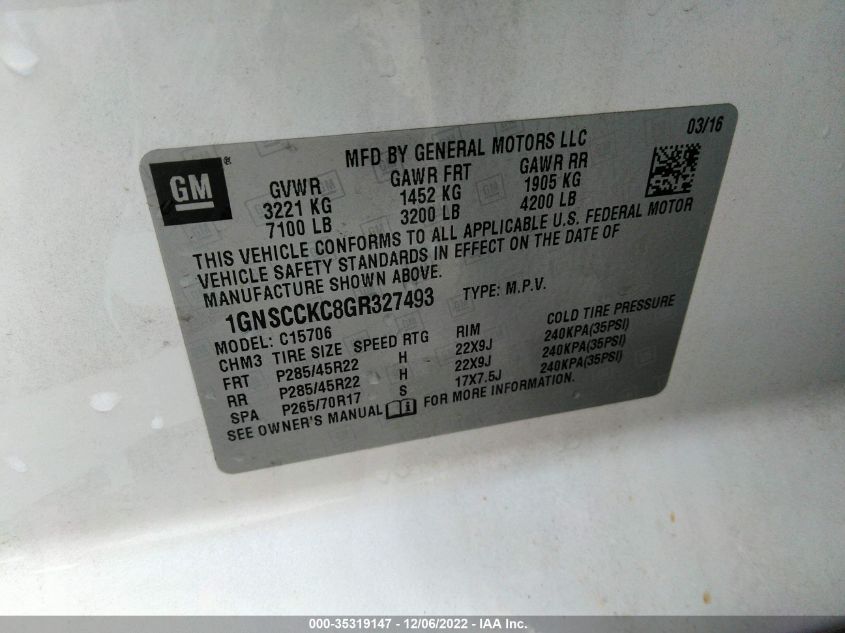 MFD BY GENERAL MOTORS LLC 03/16
GM ®
GVWR GAWR FRT GAWR RR
3221 KG 1452 KG 1905 KG
7100 LB 3200 LB 4200 LB
THIS VEHICLE CONFORMS TO ALL APPLICABLE U.S. FEDERAL MOTOR
VEHICLE SAFETY STANDARDS IN EFFECT ON THE DATE OF
MANUFACTURE SHOWN ABOVE.
1GNSCCKC8GR327493 TYPE: M.P.V.
MODEL: C15706
CHM3 TIRE SIZE SPEED RTG RIM COLD TIRE PRESSURE
FRT P285/45R22 H 22X9J 240KPA(35PSI)
RR P285/45R22 H 22X9J 240KPA(35PSI)
SPA P265/70R17 S 17X7.5J 240KPA(35PSI)
SEE OWNER'S MANUAL FOR MORE INFORMATION.
000-35319147 - 12/06/2022 - IAA Inc.